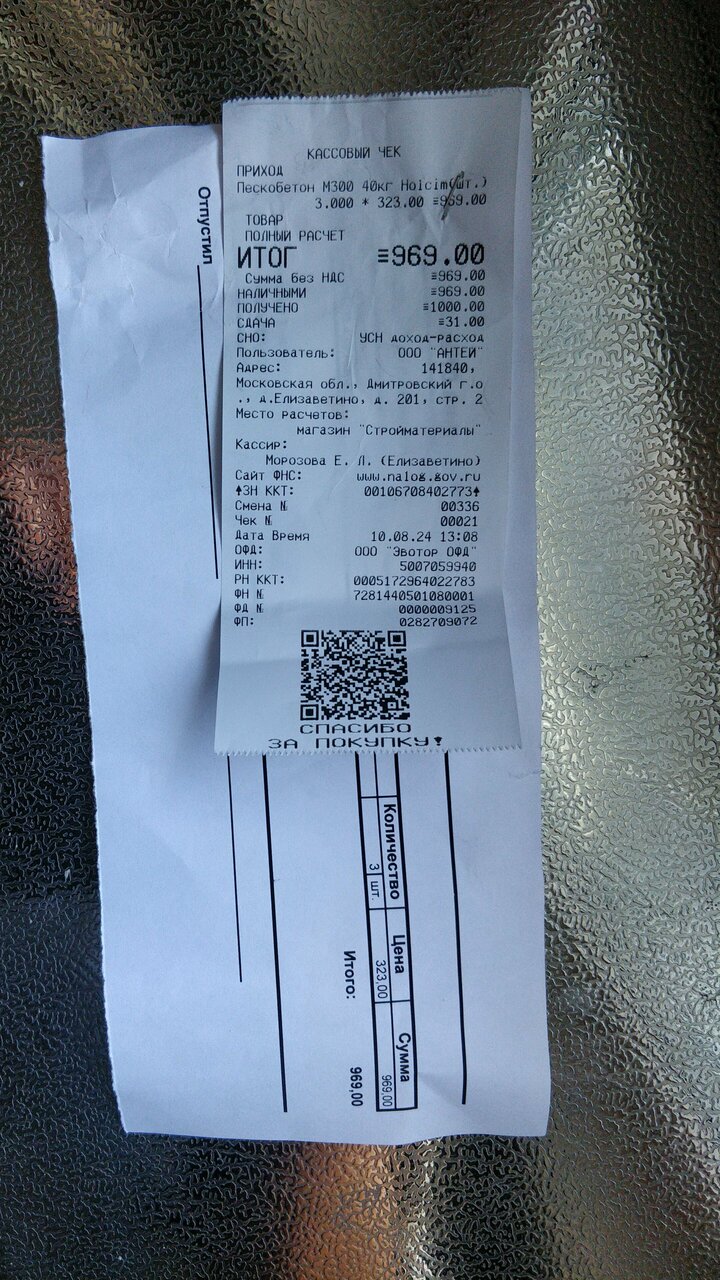 КАССОВЫЙ ЧЕК
ПРИХОД
Пескобетон М300 40кг Holcim(шт.)
3.000 * 323.00 ≡969.00
ТОВАР
ПОЛНЫЙ РАСЧЕТ
ИТОГ ≡969.00
Сумма без НДС ≡969.00
НАЛИЧНЫМИ ≡969.00
ПОЛУЧЕНО ≡1000.00
СДАЧА ≡31.00
СНО: УСН доход-расход
Пользователь: ООО "АНТЕЙ"
Адрес: 141840,
Московская обл., Дмитровский г.о
., д.Елизаветино, д. 201, стр. 2
Место расчетов:
магазин "Стройматериалы"
Кассир:
Морозова Е. Л. (Елизаветино)
Сайт ФНС: www.nalog.gov.ru
↑ЗН ККТ: 00106708402773↑
Смена № 00336
Чек № 00021
Дата Время 10.08.24 13:08
ОФД: ООО "Эвотор ОФД"
ИНН: 5007059940
РН ККТ: 0005172964022783
ФН № 7281440501080001
ФД № 0000009125
ФП: 0282709072
СПАСИБО
ЗА ПОКУПКУ!
Отпустил
Количество Цена Сумма
3 шт. 323,00 969,00
Итого: 969,00